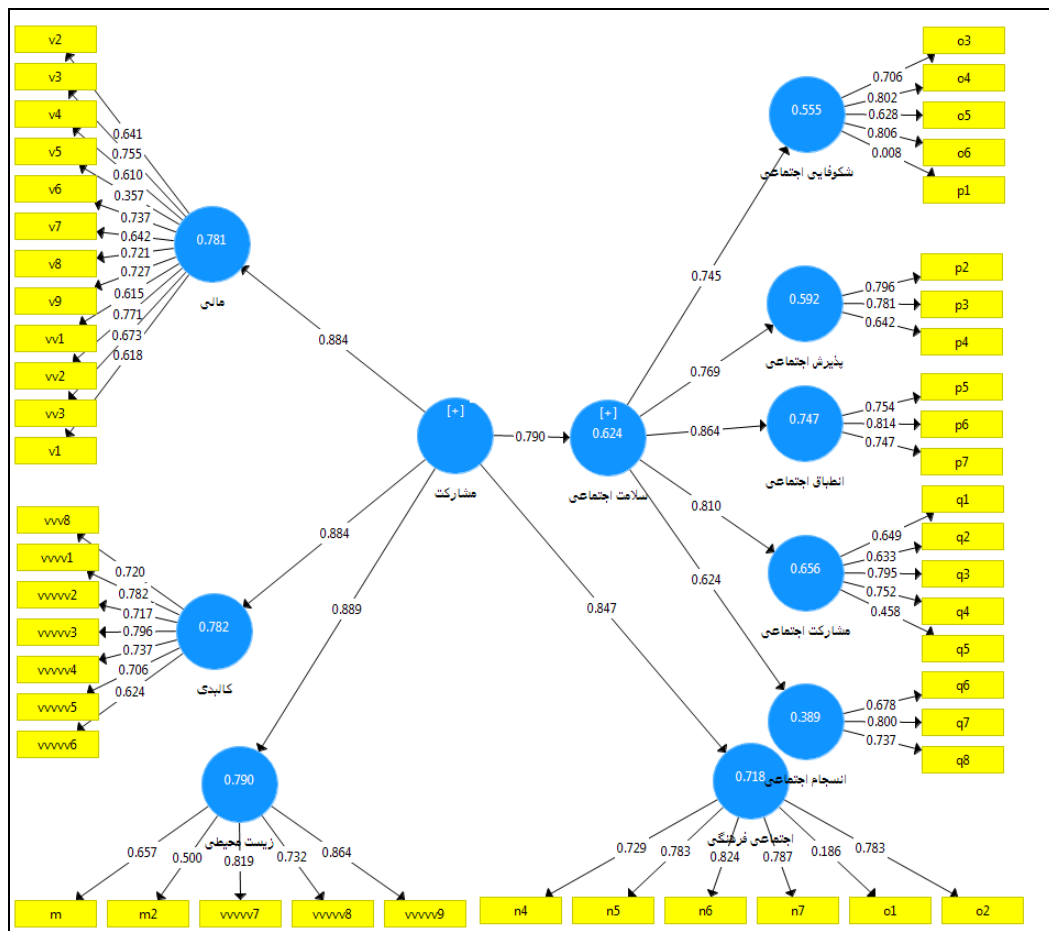 v2
v3
v4
v5
v6
v7
v8
v9
vv1
vv2
vv3
v1
0.641
0.755
0.610
0.357
0.737
0.642
0.721
0.727
0.615
0.771
0.673
0.618
0.781
مالی
0.884
o3
o4
o5
o6
p1
0.706
0.802
0.628
0.806
0.008
0.555
شکوفایی اجتماعی
0.745
p2
p3
p4
0.796
0.781
0.642
0.592
پذیرش اجتماعی
0.769
p5
p6
p7
0.754
0.814
0.747
0.747
انطباق اجتماعی
0.864
[+]
مشارکت
0.790
[+]
0.624
سلامت اجتماعی
q1
q2
q3
q4
q5
0.649
0.633
0.795
0.752
0.458
0.656
مشارکت اجتماعی
0.810
q6
q7
q8
0.678
0.800
0.737
0.389
انسجام اجتماعی
0.624
vvv8
vvvv1
vvvvv2
vvvvv3
vvvvv4
vvvvv5
vvvvv6
0.720
0.782
0.717
0.796
0.737
0.706
0.624
0.782
کالبدی
0.884
0.889
0.790
زیست محیطی
0.657
0.500
0.819
0.732
0.864
m
m2
vvvvv7
vvvvv8
vvvvv9
0.847
0.718
اجتماعی فرهنگی
0.729
0.783
0.824
0.787
0.186
0.783
n4
n5
n6
n7
o1
o2